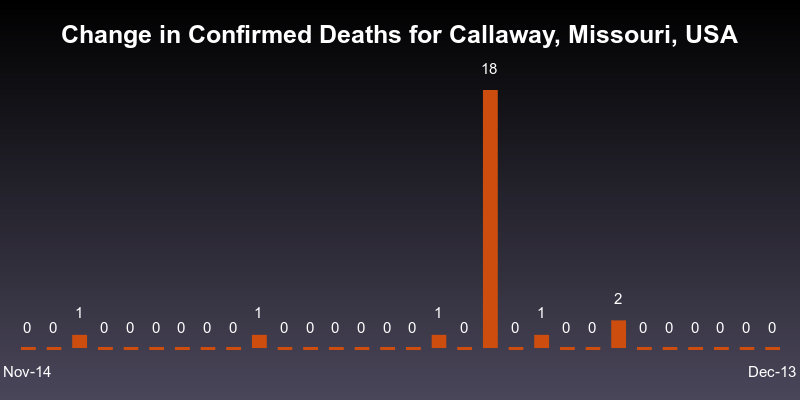 Change in Confirmed Deaths for Callaway, Missouri, USA
18
2
1 1 1 1
0 0 0 0 0 0 0 0 0 0 0 0 0 0 0 0 0 0 0 0 0 0 0 0 0
Nov-14 Dec-13